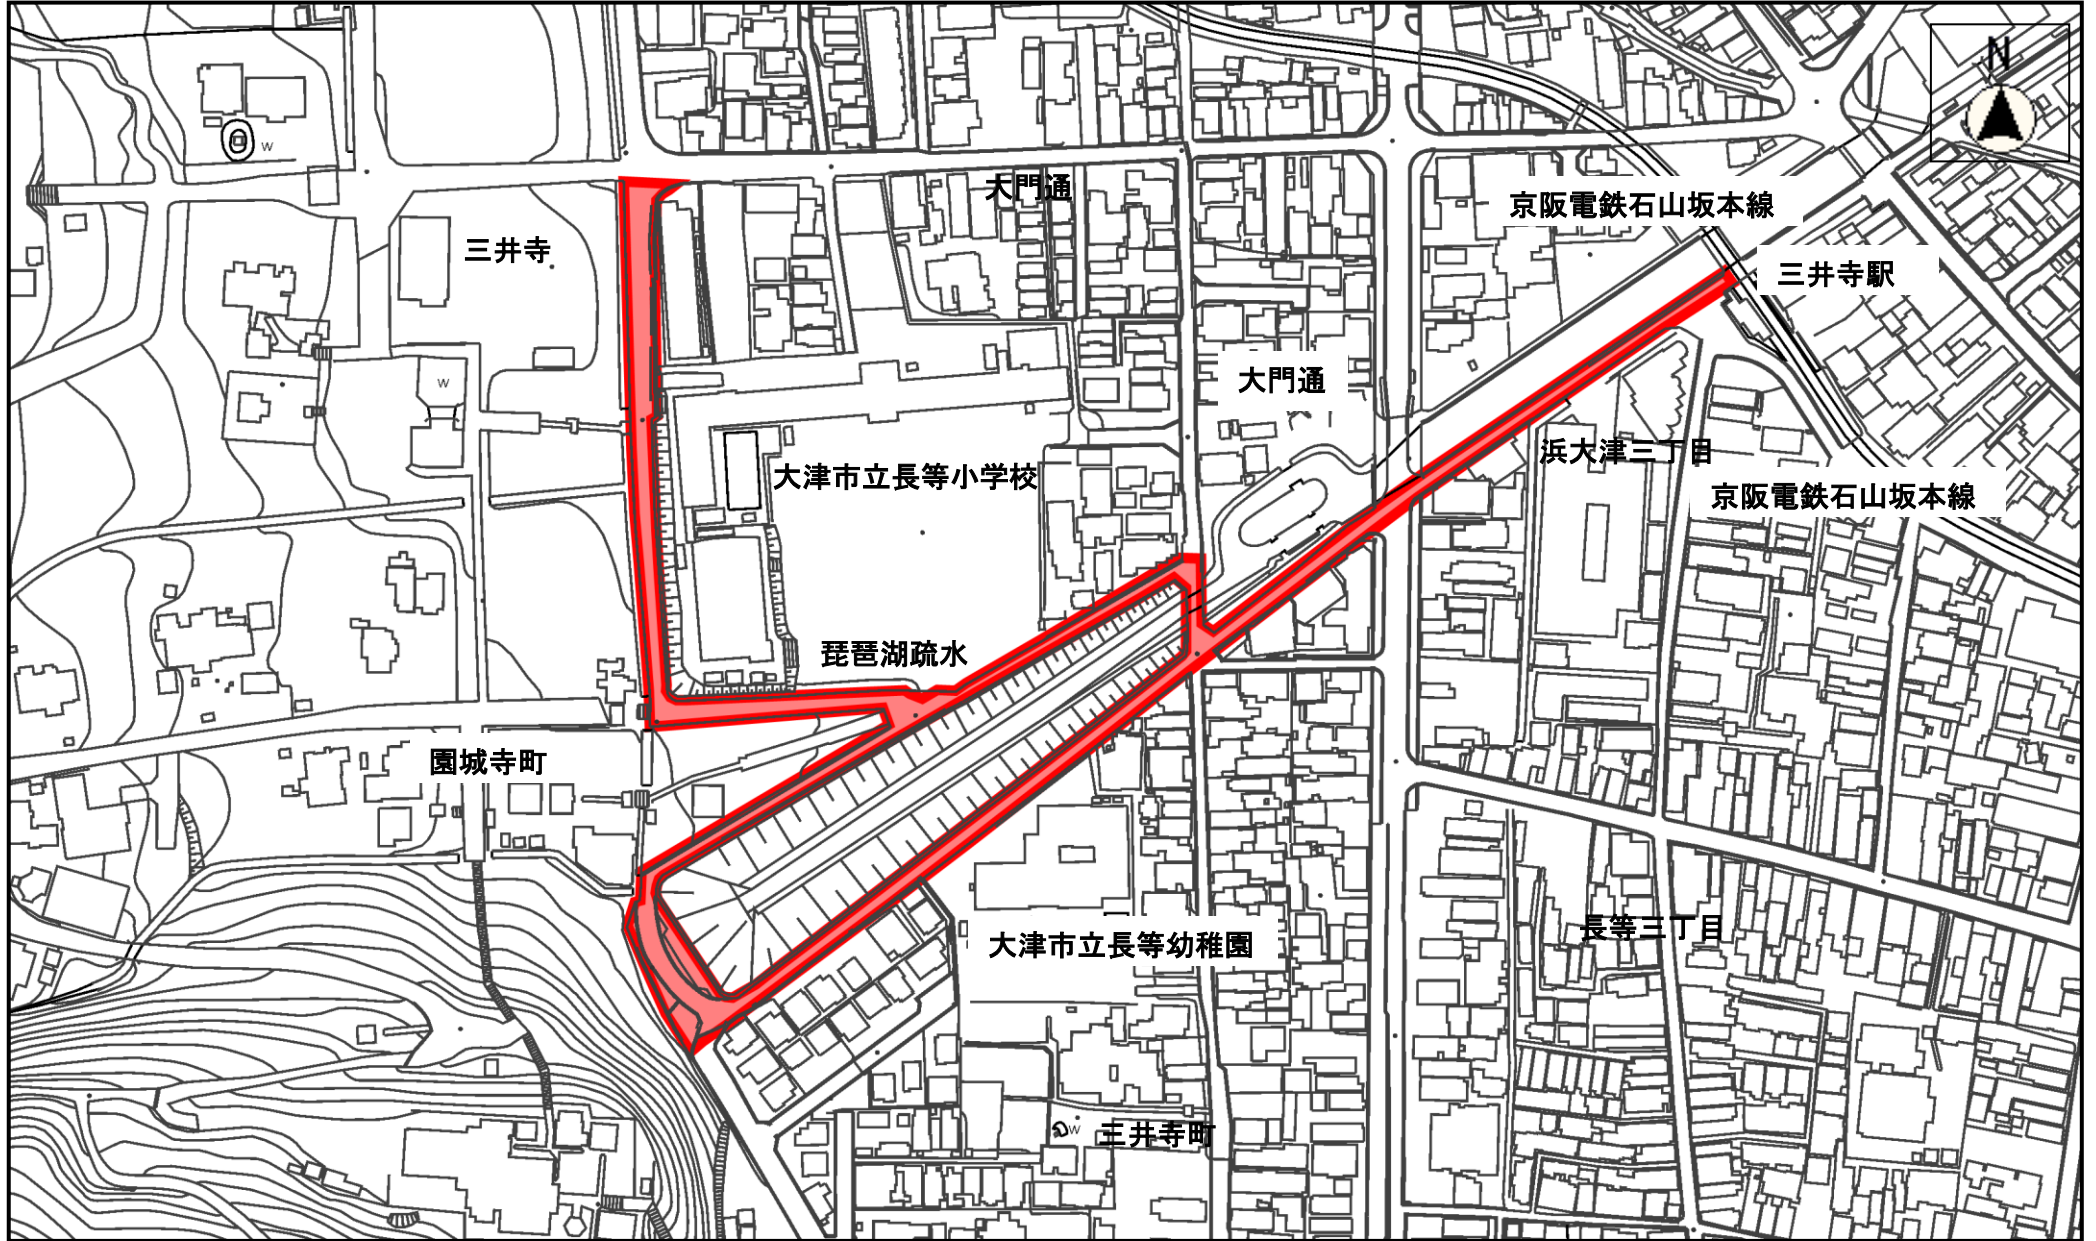 N
W
大門通
京阪電鉄石山坂本線
三井寺
三井寺駅
大門通
W
浜大津三丁目
大津市立長等小学校
京阪電鉄石山坂本線
琵琶湖疏水
園城寺町
長等三丁目
大津市立長等幼稚園
W
三井寺町